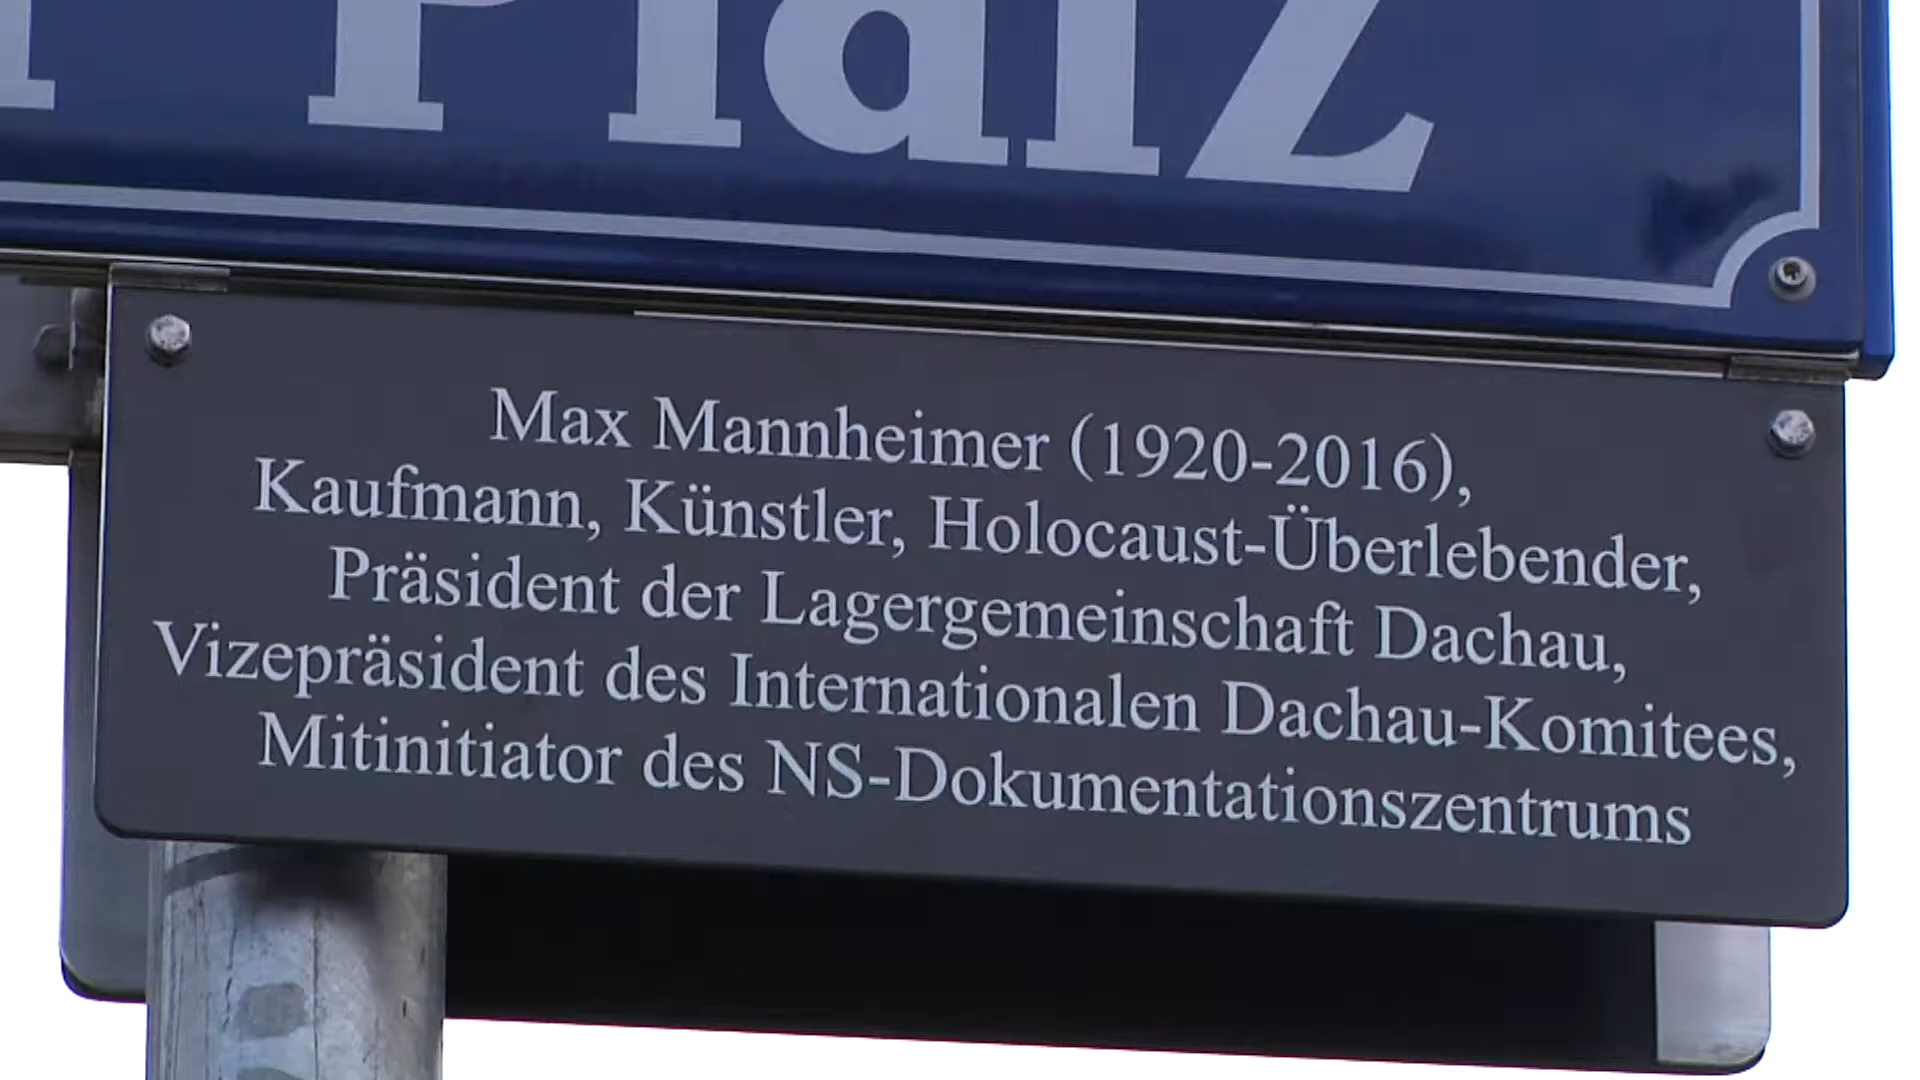 Platz
Max Mannheimer (1920-2016),
Kaufmann, Künstler, Holocaust-Überlebender,
Präsident der Lagergemeinschaft Dachau,
Vizepräsident des Internationalen Dachau-Komitees,
Mitinitiator des NS-Dokumentationszentrums